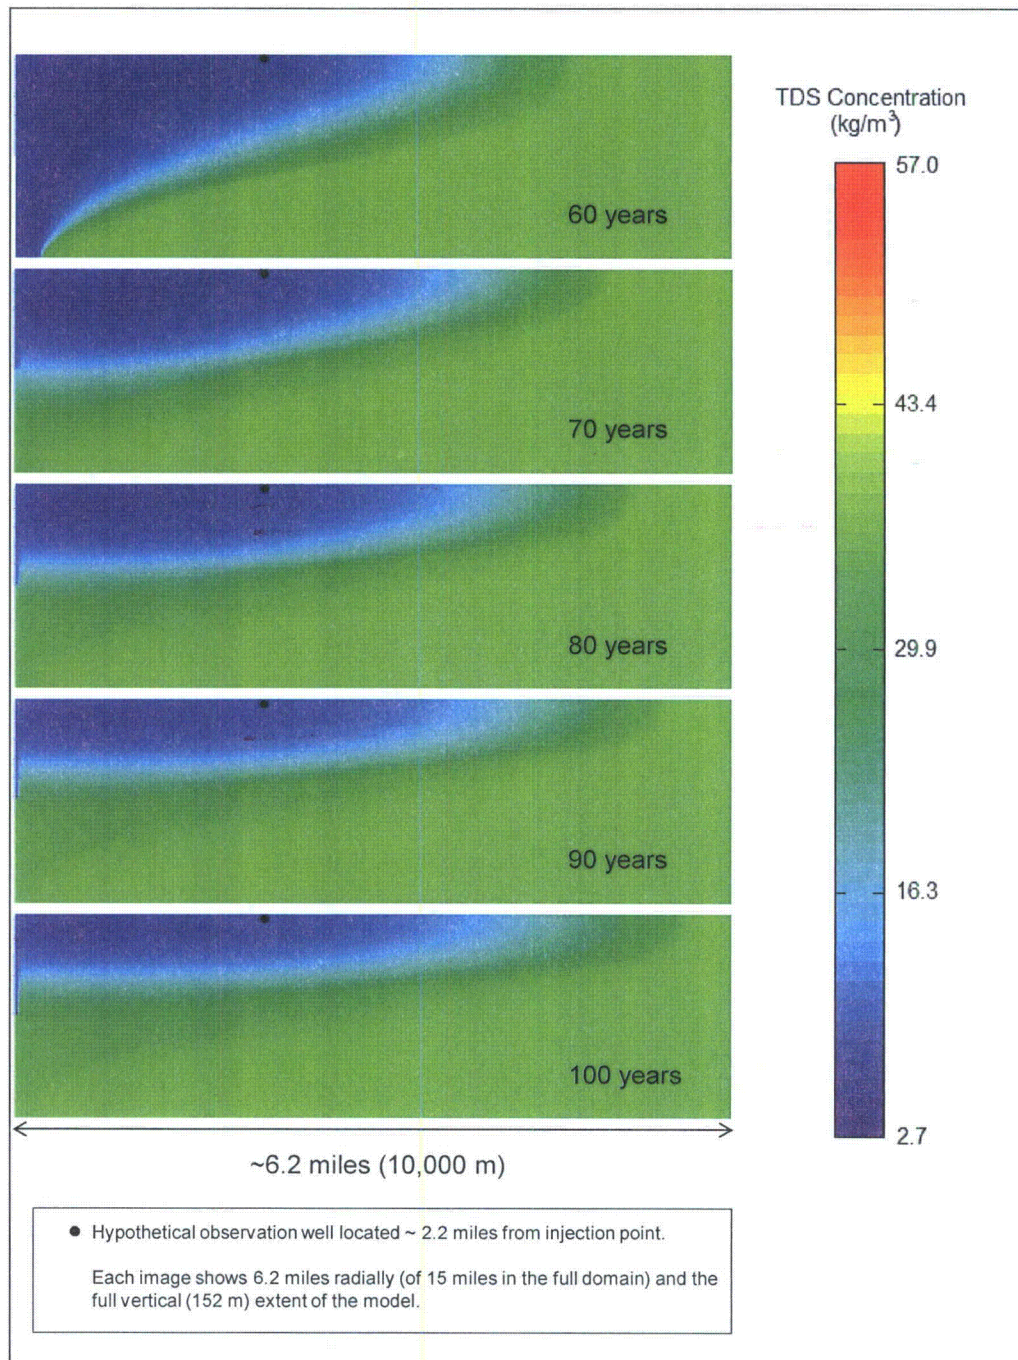 TDS Concentration
(kg/m³)
57.0
43.4
29.9
16.3
2.7
60 years
70 years
80 years
90 years
100 years
~6.2 miles (10,000 m)
● Hypothetical observation well located ~ 2.2 miles from injection point.
Each image shows 6.2 miles radially (of 15 miles in the full domain) and the
full vertical (152 m) extent of the model.